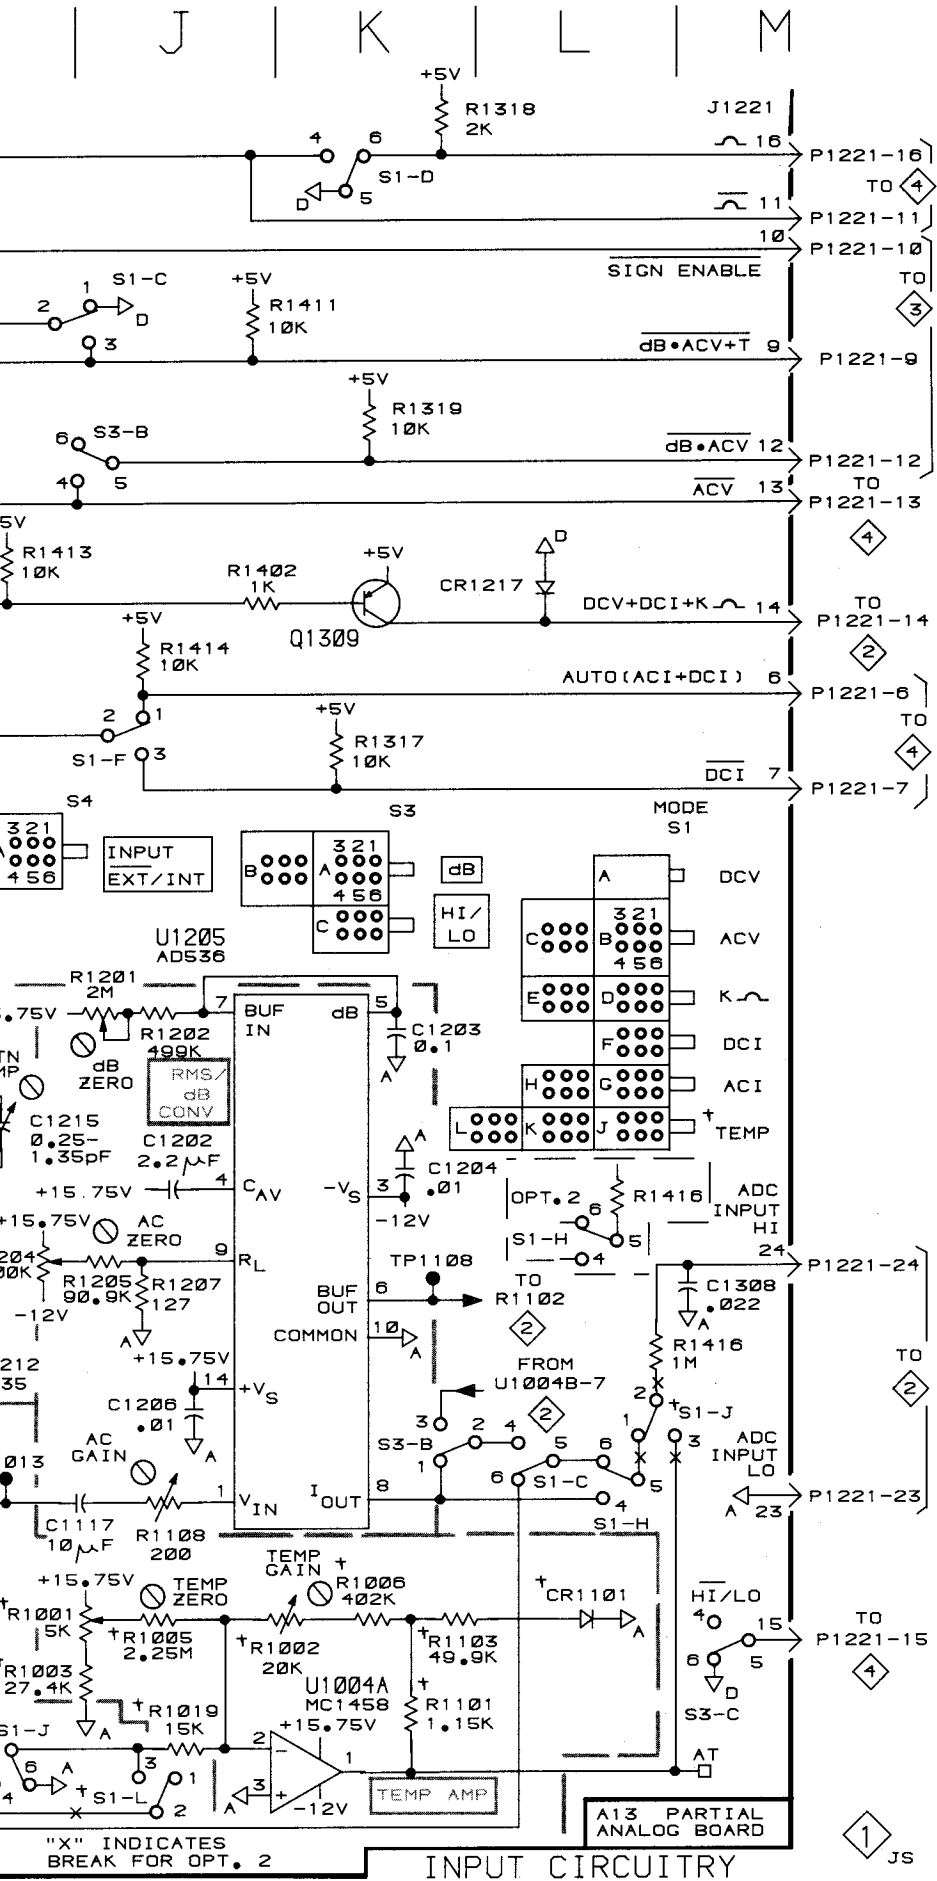 J K L M
+5V
R1318
2K
J1221
4 6
S1-D
D 5
16 P1221-16
TO 4
11 P1221-11
10 P1221-10
SIGN ENABLE
TO
3
1 S1-C
2 D
3
+5V
R1411
10K
dB•ACV+T 9 P1221-9
+5V
R1319
10K
6 S3-B
4 5
dB•ACV 12 P1221-12
ACV 13 TO
P1221-13
4
5V
R1413
10K
R1402
1K
+5V
Q1309
D
CR1217
DCV+DCI+K 14 TO
P1221-14
2
+5V
R1414
10K
AUTO(ACI+DCI) 6 P1221-6
TO
4
2 1
S1-F 3
+5V
R1317
10K
DCI 7 P1221-7
S4
321
A
456
INPUT
EXT/INT
S3
B A 321
456
C
dB
HI/
LO
MODE
S1
A DCV
C B 321 ACV
456
E D K
F DCI
H G ACI
L K J +TEMP
U1205
AD536
R1201
2M
.75V
R1202
499K
dB
ZERO
7 BUF
IN
dB 5
C1203
0.1
A
TN
MP
RMS/
dB
CONV
C1215
0.25-
1.35pF
C1202
2.2μF
+15.75V 4 CAV
-VS 3
A
C1204
.01
-12V
OPT.2
R1416
S1-H 6
5
4
ADC
INPUT
HI
24 P1221-24
+15.75V
AC
ZERO
204
00K
R1205
90.9K
R1207
127
9 RL
-12V
A
TP1108
BUF
OUT 6
TO
R1102
2
COMMON 10 A
C1308
.022
A
R1416
1M
TO
2
212
35
+15.75V
14 +VS
C1206
.01
A
FROM
U1004B-7
2
3
S3-B 2 4
1
5 6
6 S1-C 5
4
S1-H
2 +S1-J
1 3
ADC
INPUT
LO
A 23 P1221-23
013
AC
GAIN
C1117
10μF
R1108
200
1 VIN
IOUT 8
+15.75V
TEMP
ZERO
+R1001
5K
+R1005
2.25M
TEMP
GAIN
+R1002
20K
+
R1006
402K
+R1103
49.9K
+CR1101
A
HI/LO
4
15 TO
P1221-15
4
6 5
D
S3-C
+R1003
27.4K
A
+R1019
15K
U1004A
MC1458
+15.75V
+R1101
1.15K
S1-J
6 A
4
3 1
+S1-L
2
2 -
3 +
A
1
-12V
TEMP AMP
AT
A13 PARTIAL
ANALOG BOARD
"X" INDICATES
BREAK FOR OPT. 2
INPUT CIRCUITRY
1
JS